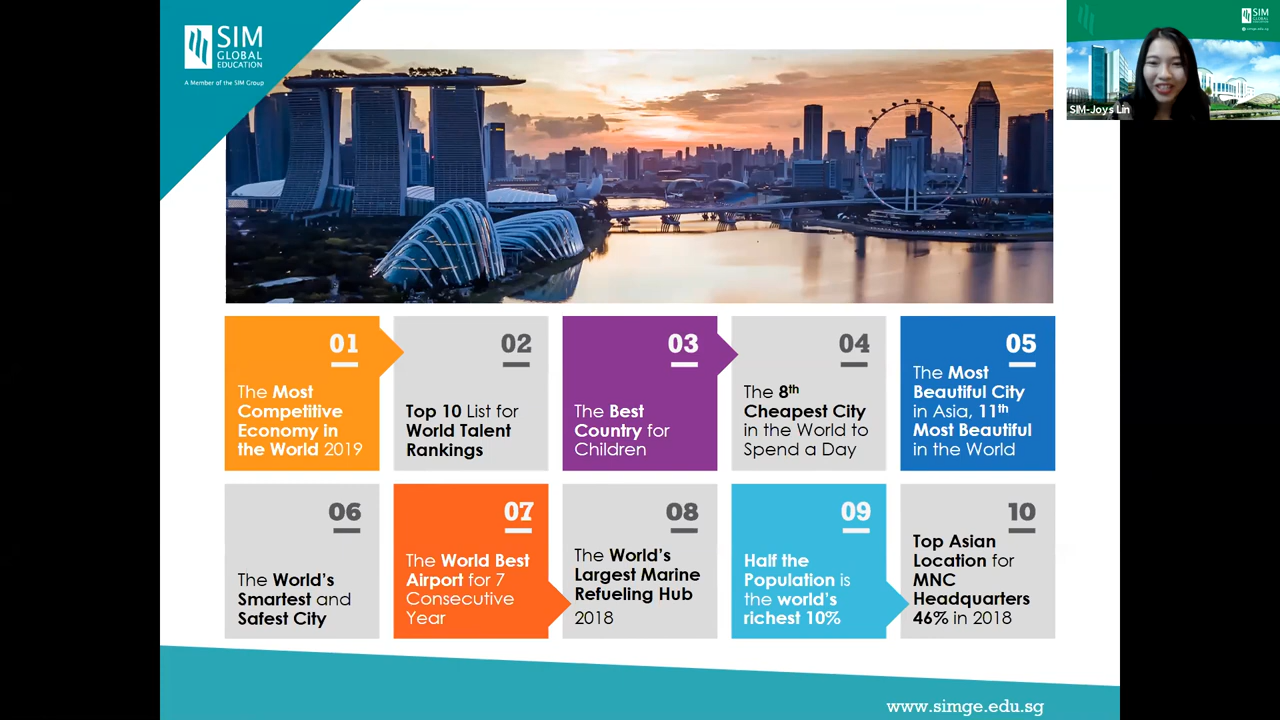 SIM
GLOBAL
EDUCATION
A Member of the SIM Group
SIM
GLOBAL
EDUCATION
SIM-Joys Lin
01
The Most
Competitive
Economy in
the World 2019
02
Top 10 List for
World Talent
Rankings
03
The Best
Country for
Children
04
The 8th
Cheapest City
in the World to
Spend a Day
05
The Most
Beautiful City
in Asia, 11th
Most Beautiful
in the World
06
The World's
Smartest and
Safest City
07
The World Best
Airport for 7
Consecutive
Year
08
The World's
Largest Marine
Refueling Hub
2018
09
Half the
Population is
the world's
richest 10%
10
Top Asian
Location for
MNC
Headquarters
46% in 2018
www.simge.edu.sg